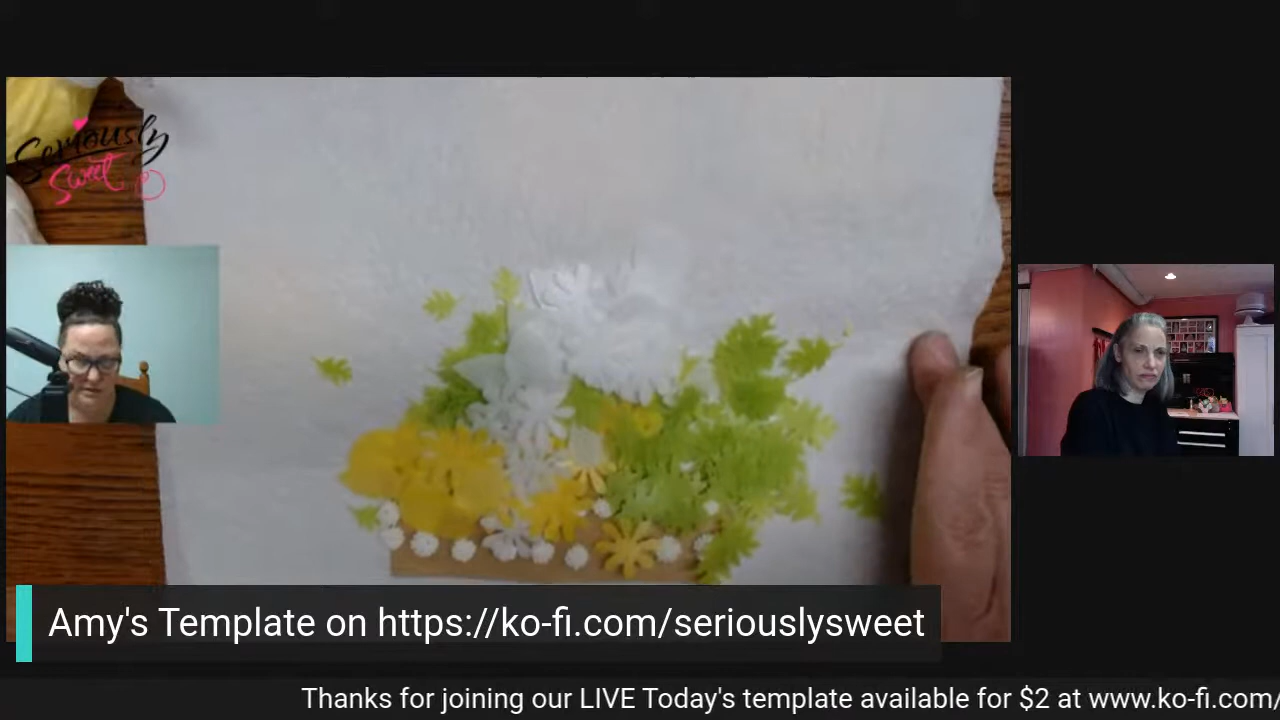 Seriously
Sweet
Amy's Template on https://ko-fi.com/seriouslysweet
Thanks for joining our LIVE Today's template available for $2 at www.ko-fi.com/